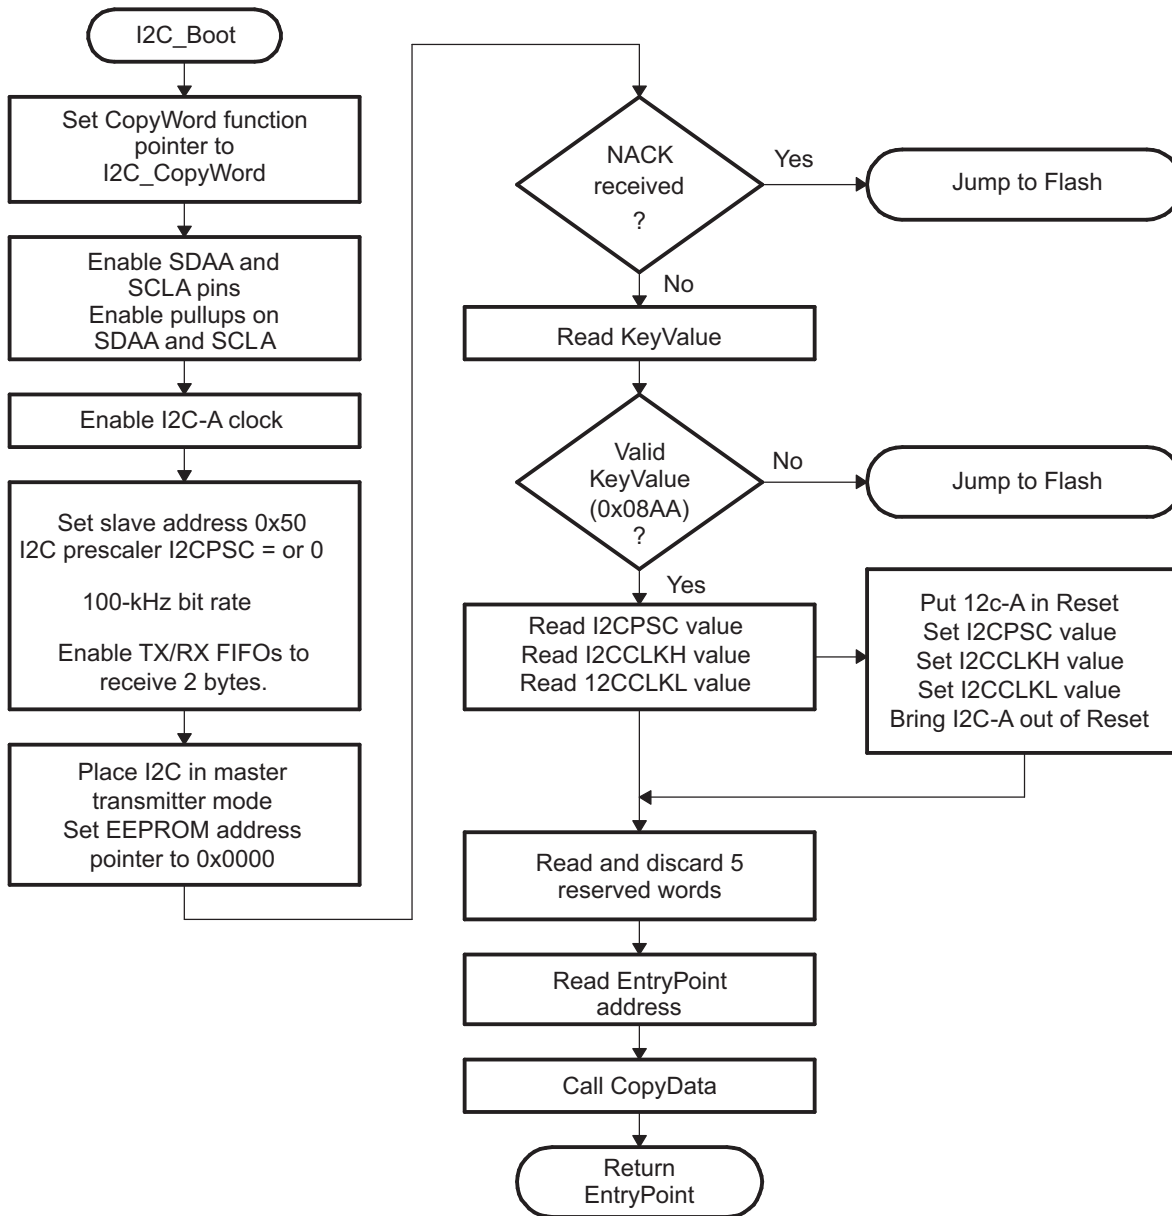 I2C_Boot
Set CopyWord function
pointer to
I2C_CopyWord
Enable SDAA and
SCLA pins
Enable pullups on
SDAA and SCLA
Enable I2C-A clock
Set slave address 0x50
I2C prescaler I2CPSC = or 0
100-kHz bit rate
Enable TX/RX FIFOs to
receive 2 bytes.
Place I2C in master
transmitter mode
Set EEPROM address
pointer to 0x0000
NACK
received
?
Yes
Jump to Flash
No
Read KeyValue
Valid
KeyValue
(0x08AA)
?
No
Jump to Flash
Yes
Read I2CPSC value
Read I2CCLKH value
Read 12CCLKL value
Put 12c-A in Reset
Set I2CPSC value
Set I2CCLKH value
Set I2CCLKL value
Bring I2C-A out of Reset
Read and discard 5
reserved words
Read EntryPoint
address
Call CopyData
Return
EntryPoint